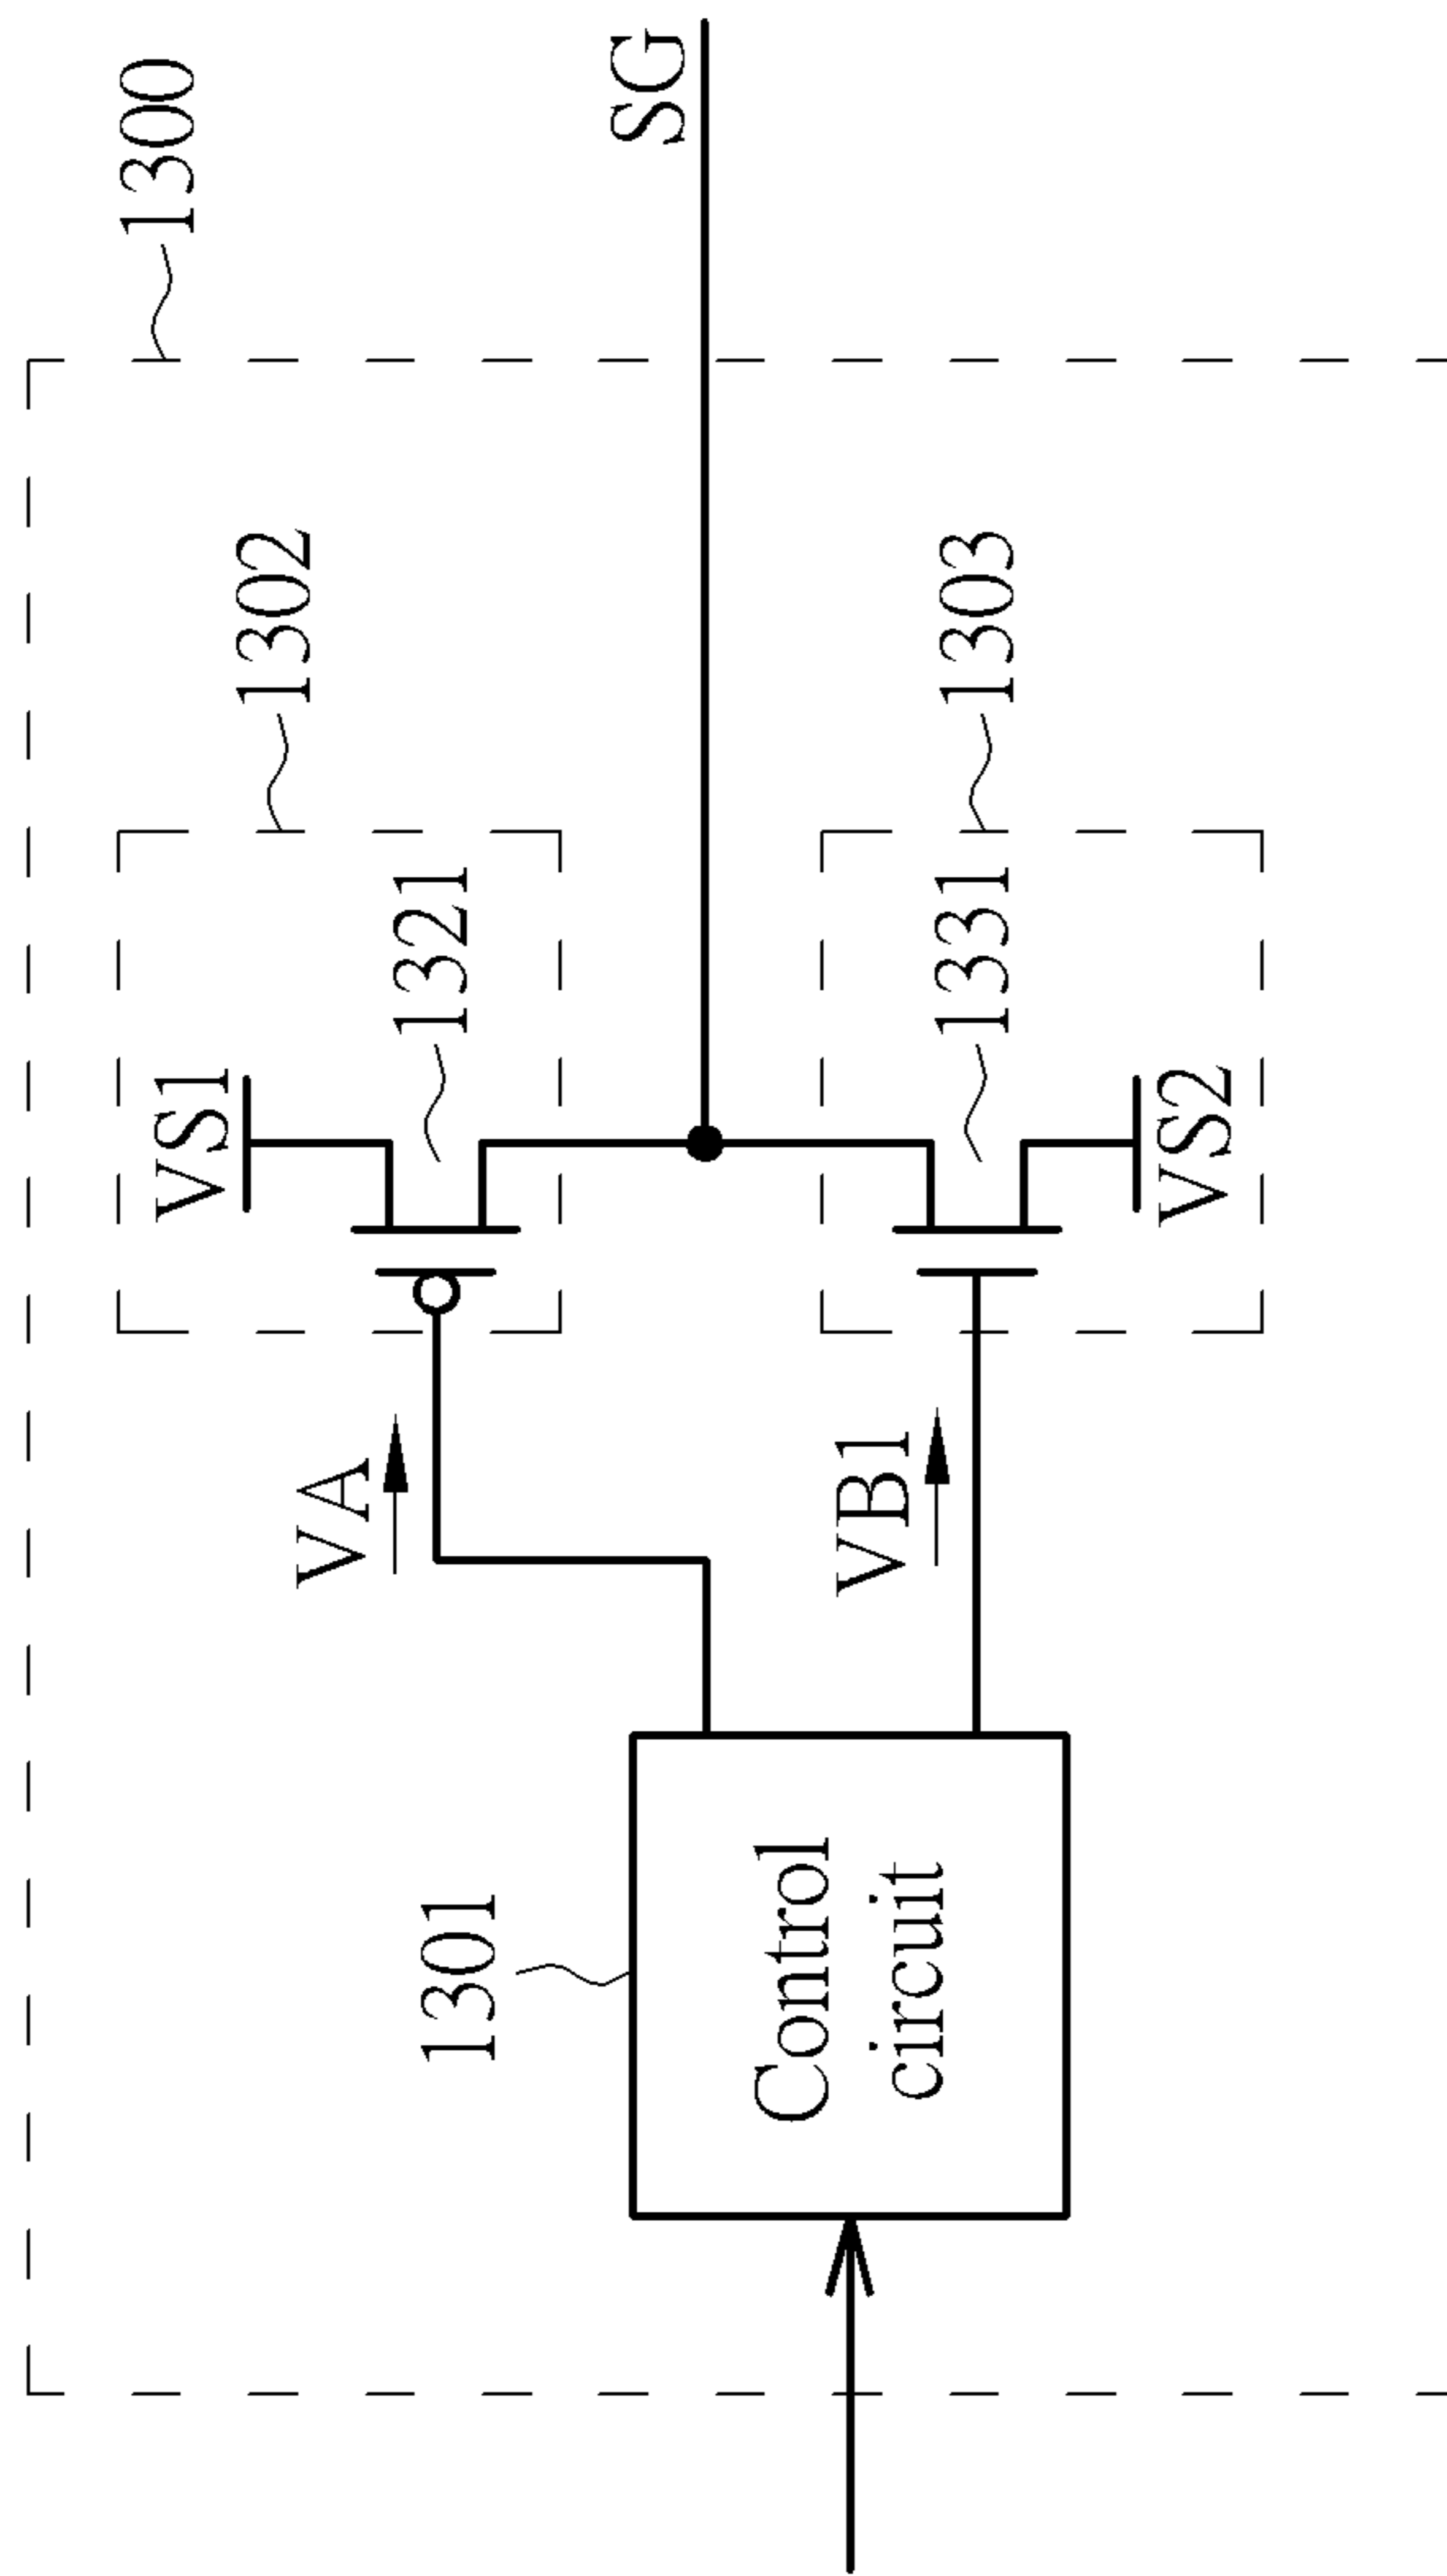 1300
1302
VS1
1321
SG
VA
1301
Control
circuit
VB1
1303
1331
VS2